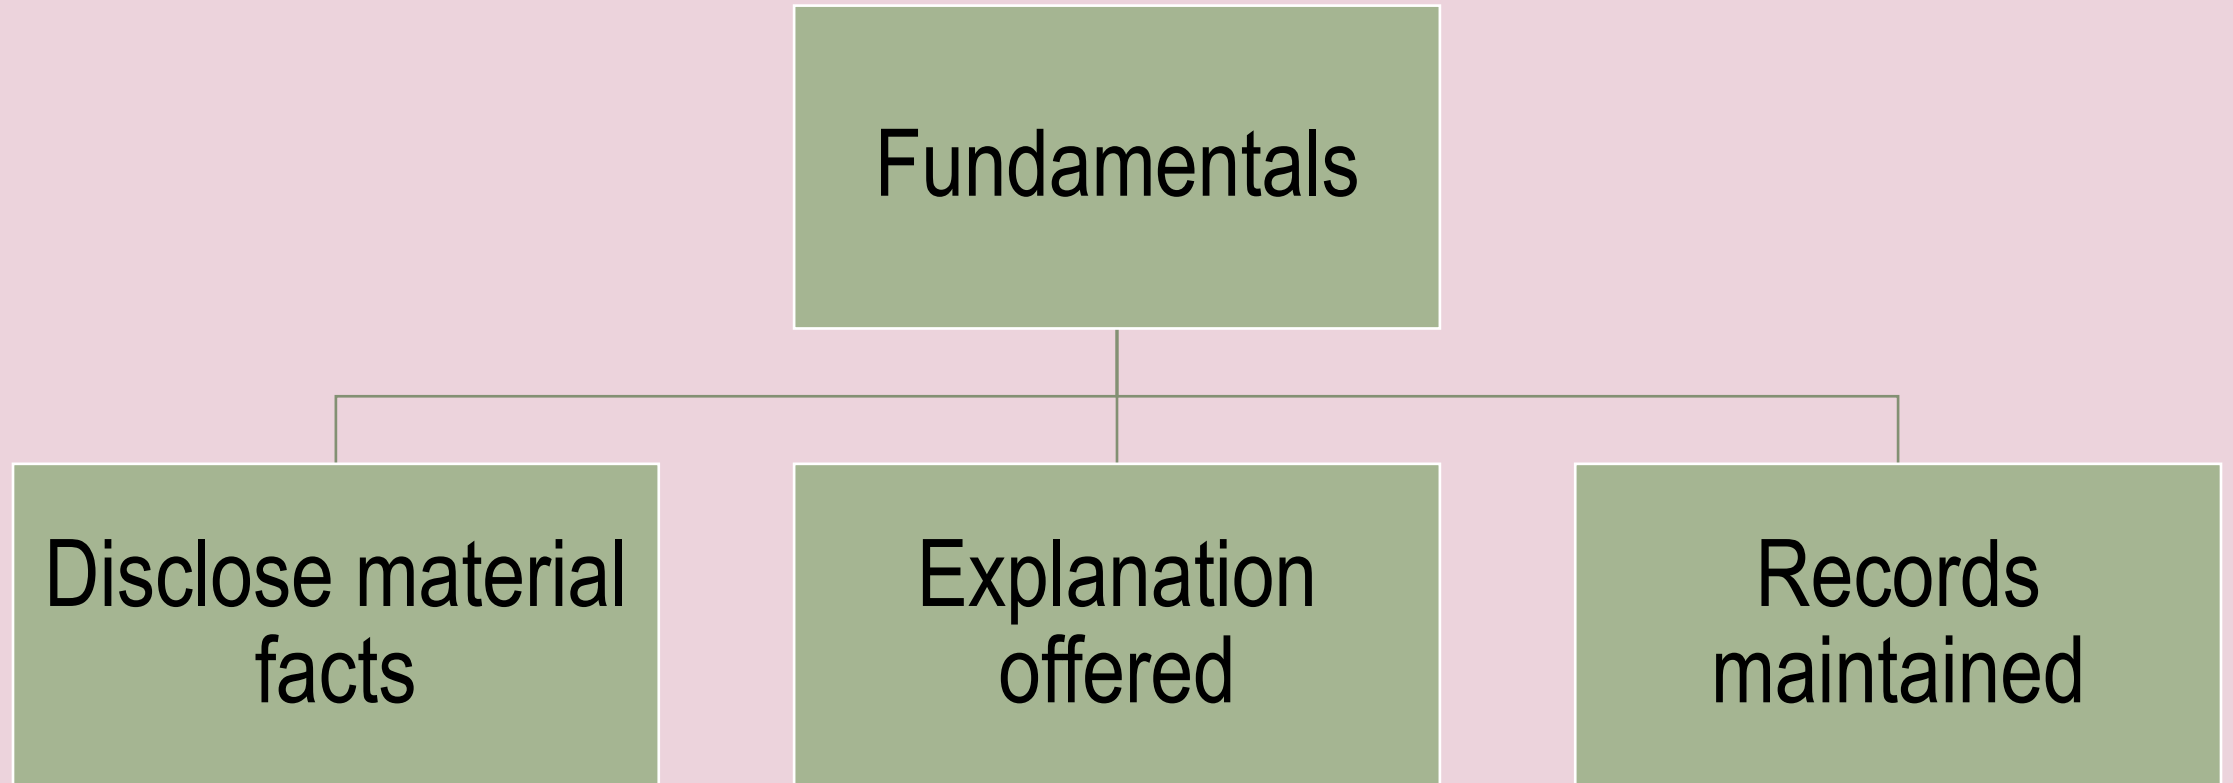 Fundamentals
Disclose material
facts
Explanation
offered
Records
maintained